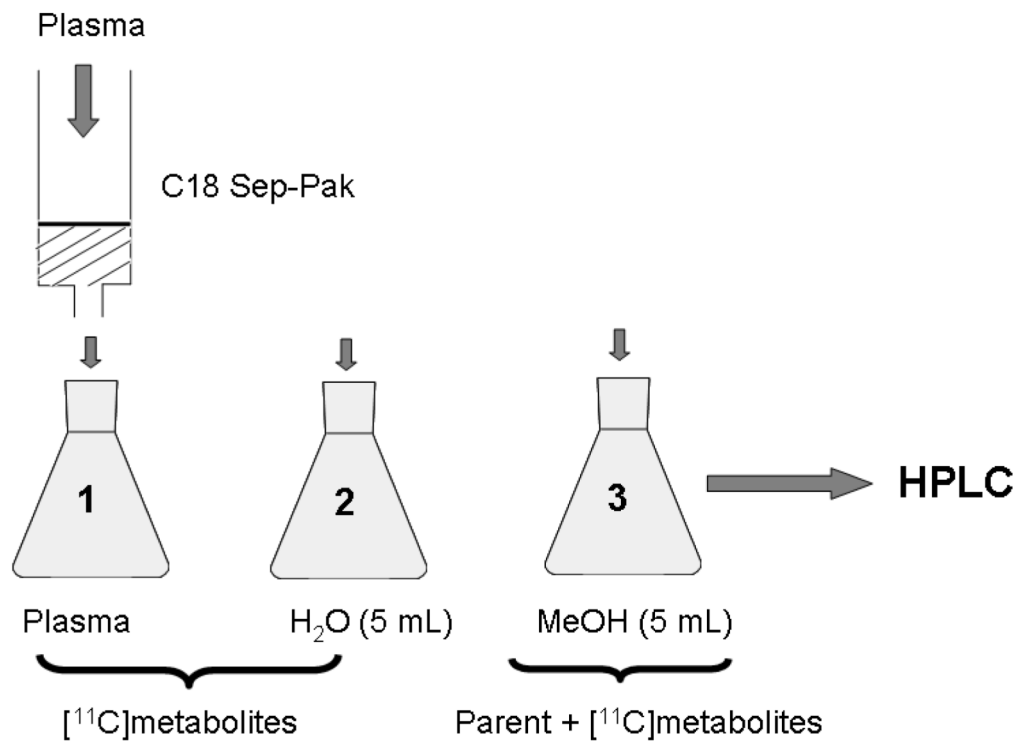 Plasma
C18 Sep-Pak
1
2
3
HPLC
Plasma
H₂O (5 mL)
MeOH (5 mL)
[¹¹C]metabolites
Parent + [¹¹C]metabolites